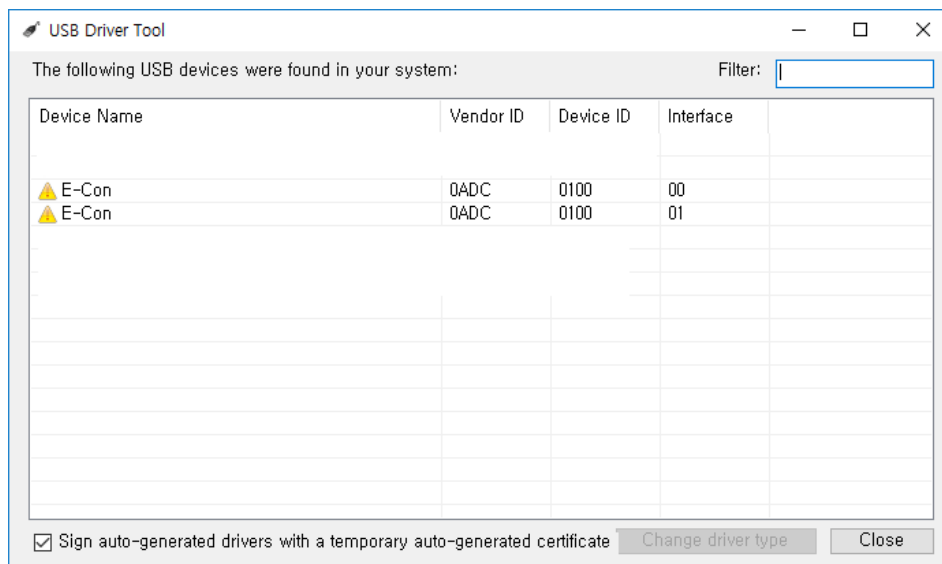 USB Driver Tool
The following USB devices were found in your system: Filter:
Device Name Vendor ID Device ID Interface
E-Con 0ADC 0100 00
E-Con 0ADC 0100 01
Sign auto-generated drivers with a temporary auto-generated certificate Change driver type Close